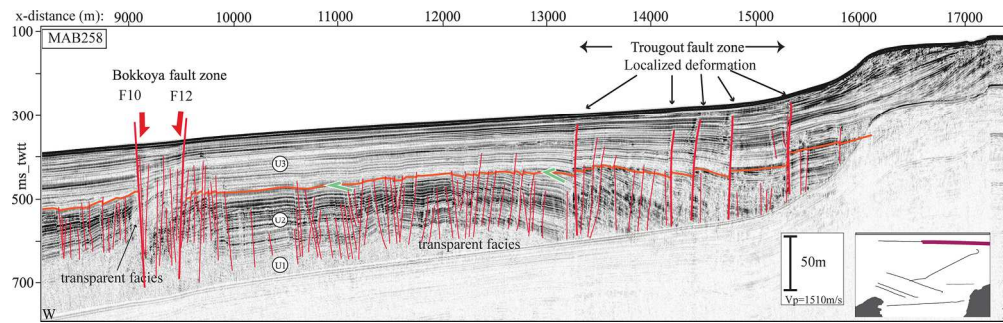 x-distance (m): 9000 10000 11000 12000 13000 14000 15000 16000 17000
100
MAB258
Trougout fault zone
Localized deformation
Bokkoya fault zone
F10 F12
300
ms_twtt
U3
500
U2
transparent facies
transparent facies
U1
50m
700
Vp=1510m/s
W